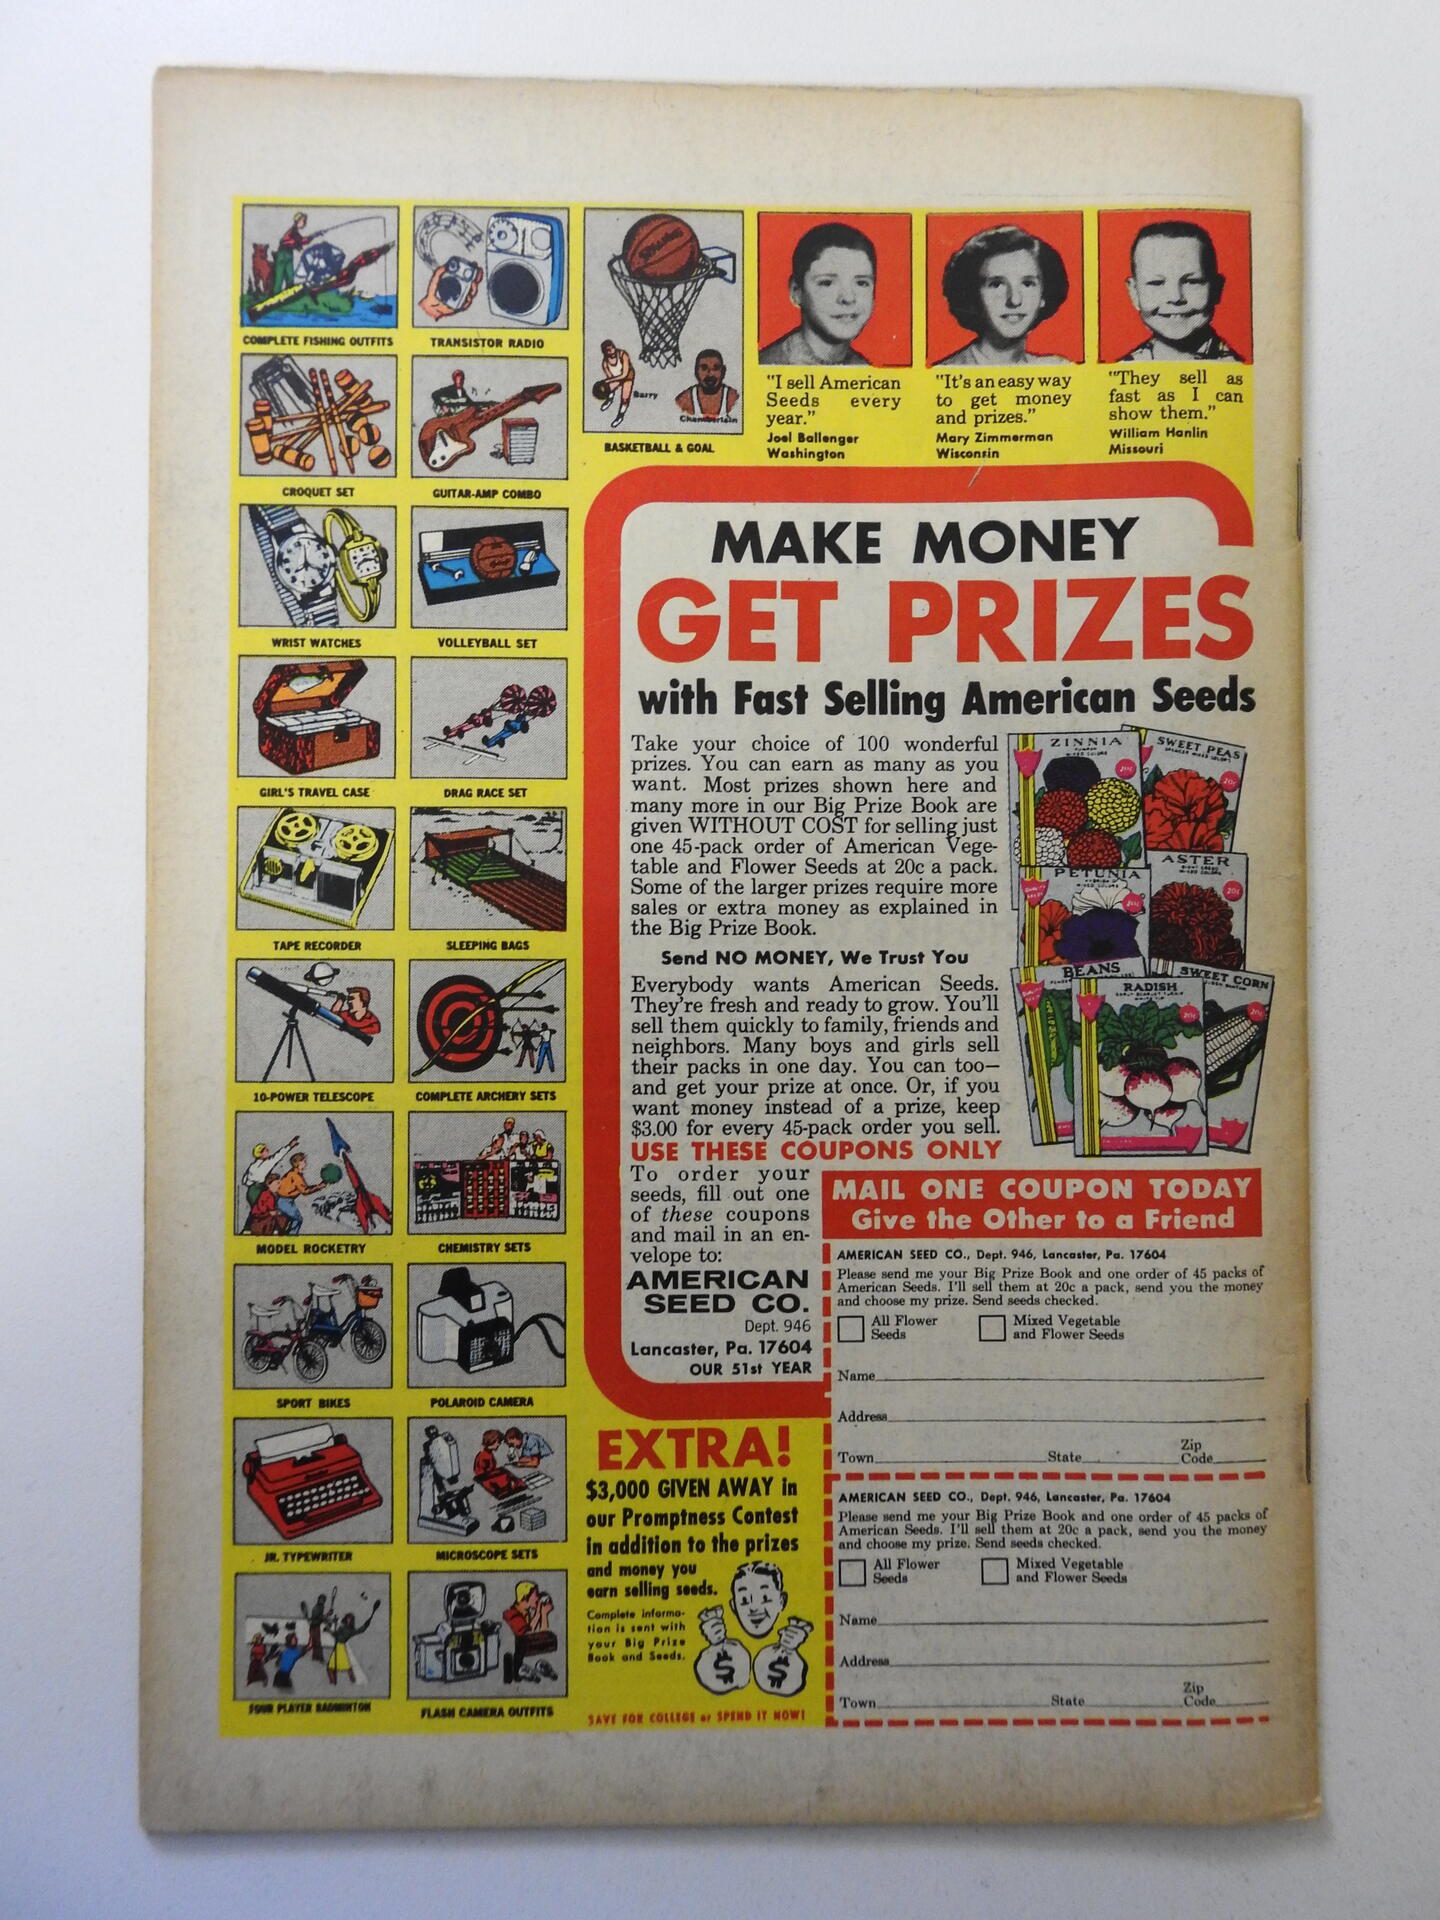 COMPLETE FISHING OUTFITS
TRANSISTOR RADIO
Barry
Chamberlain
BASKETBALL & GOAL
CROQUET SET
GUITAR-AMP COMBO
WRIST WATCHES
VOLLEYBALL SET
GIRL'S TRAVEL CASE
DRAG RACE SET
TAPE RECORDER
SLEEPING BAGS
10-POWER TELESCOPE
COMPLETE ARCHERY SETS
MODEL ROCKETRY
CHEMISTRY SETS
SPORT BIKES
POLAROID CAMERA
JR. TYPEWRITER
MICROSCOPE SETS
FOUR PLAYER BADMINTON
FLASH CAMERA OUTFITS
"I sell American
Seeds every
year."
Joel Ballenger
Washington
"It's an easy way
to get money
and prizes."
Mary Zimmerman
Wisconsin
"They sell as
fast as I can
show them."
William Hanlin
Missouri
MAKE MONEY
GET PRIZES
with Fast Selling American Seeds
Take your choice of 100 wonderful
prizes. You can earn as many as you
want. Most prizes shown here and
many more in our Big Prize Book are
given WITHOUT COST for selling just
one 45-pack order of American Vege-
table and Flower Seeds at 20c a pack.
Some of the larger prizes require more
sales or extra money as explained in
the Big Prize Book.
Send NO MONEY, We Trust You
Everybody wants American Seeds.
They're fresh and ready to grow. You'll
sell them quickly to family, friends and
neighbors. Many boys and girls sell
their packs in one day. You can too—
and get your prize at once. Or, if you
want money instead of a prize, keep
$3.00 for every 45-pack order you sell.
USE THESE COUPONS ONLY
To order your
seeds, fill out one
of these coupons
and mail in an en-
velope to:
AMERICAN
SEED CO.
Dept. 946
Lancaster, Pa. 17604
OUR 51st YEAR
ZINNIA
MIXED COLORS
20c
SWEET PEAS
20c
PETUNIA
MIXED COLORS
20c
ASTER
MIXED COLORS
20c
BEANS
SWEET CORN
20c
RADISH
20c
MAIL ONE COUPON TODAY
Give the Other to a Friend
AMERICAN SEED CO., Dept. 946, Lancaster, Pa. 17604
Please send me your Big Prize Book and one order of 45 packs of
American Seeds. I'll sell them at 20c a pack, send you the money
and choose my prize. Send seeds checked.
All Flower
Seeds
Mixed Vegetable
and Flower Seeds
Name
Address
Town State Zip
Code
AMERICAN SEED CO., Dept. 946, Lancaster, Pa. 17604
Please send me your Big Prize Book and one order of 45 packs of
American Seeds. I'll sell them at 20c a pack, send you the money
and choose my prize. Send seeds checked.
All Flower
Seeds
Mixed Vegetable
and Flower Seeds
Name
Address
Town State Zip
Code
EXTRA!
$3,000 GIVEN AWAY in
our Promptness Contest
in addition to the prizes
and money you
earn selling seeds.
Complete informa-
tion is sent with
your Big Prize
Book and Seeds.
$ $
SAVE FOR COLLEGE or SPEND IT NOW!